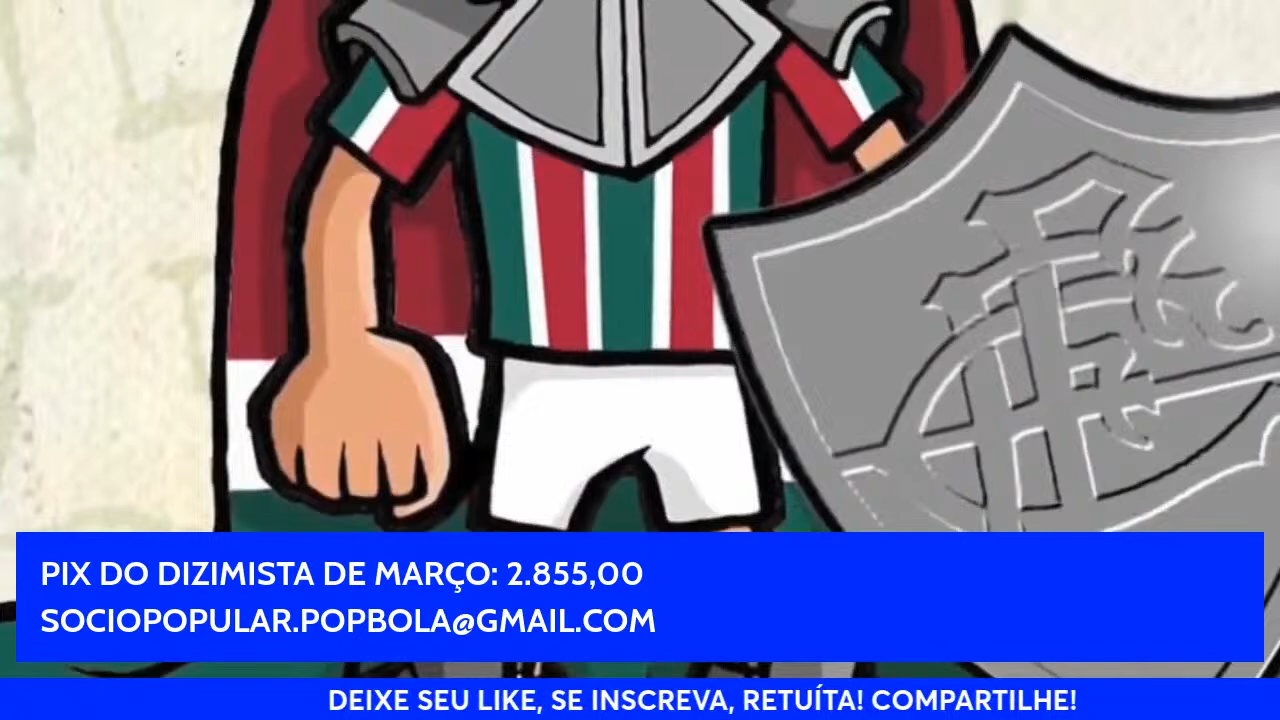 PIX DO DIZIMISTA DE MARÇO: 2.855,00
SOCIOPOPULAR.POPBOLA@GMAIL.COM
DEIXE SEU LIKE, SE INSCREVA, RETUÍTA! COMPARTILHE!